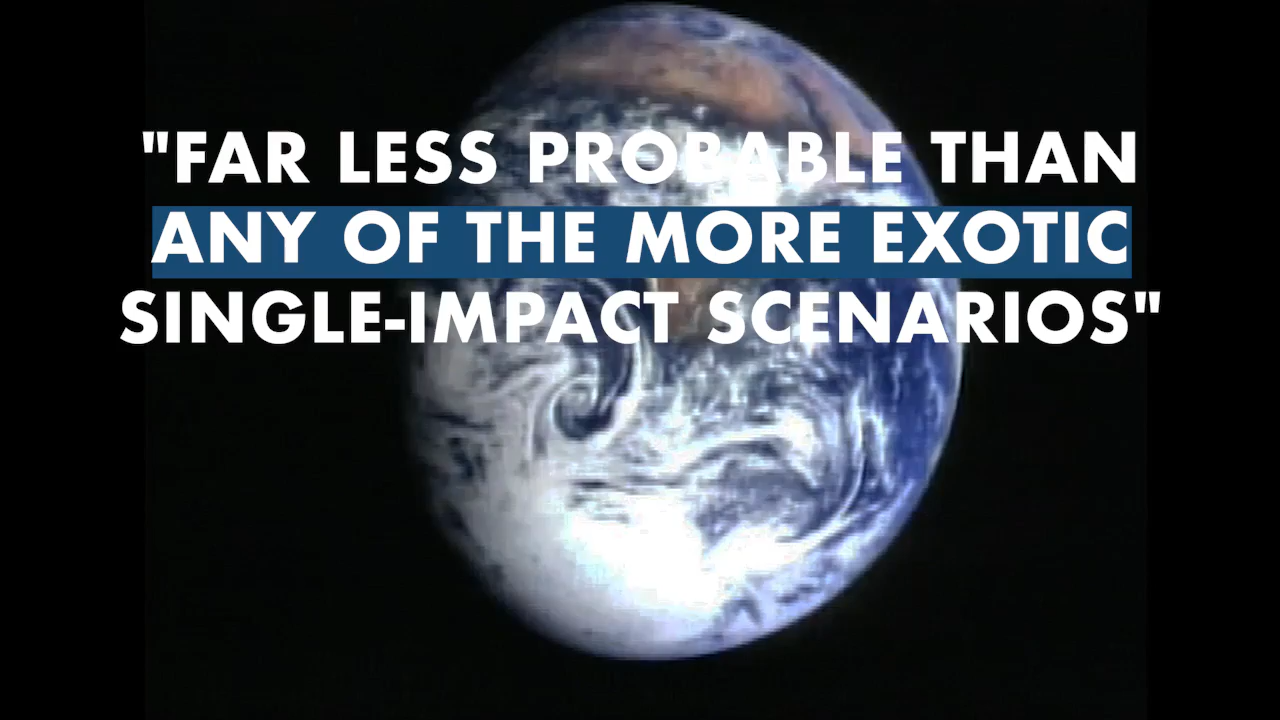 "FAR LESS PROBABLE THAN
ANY OF THE MORE EXOTIC
SINGLE-IMPACT SCENARIOS"